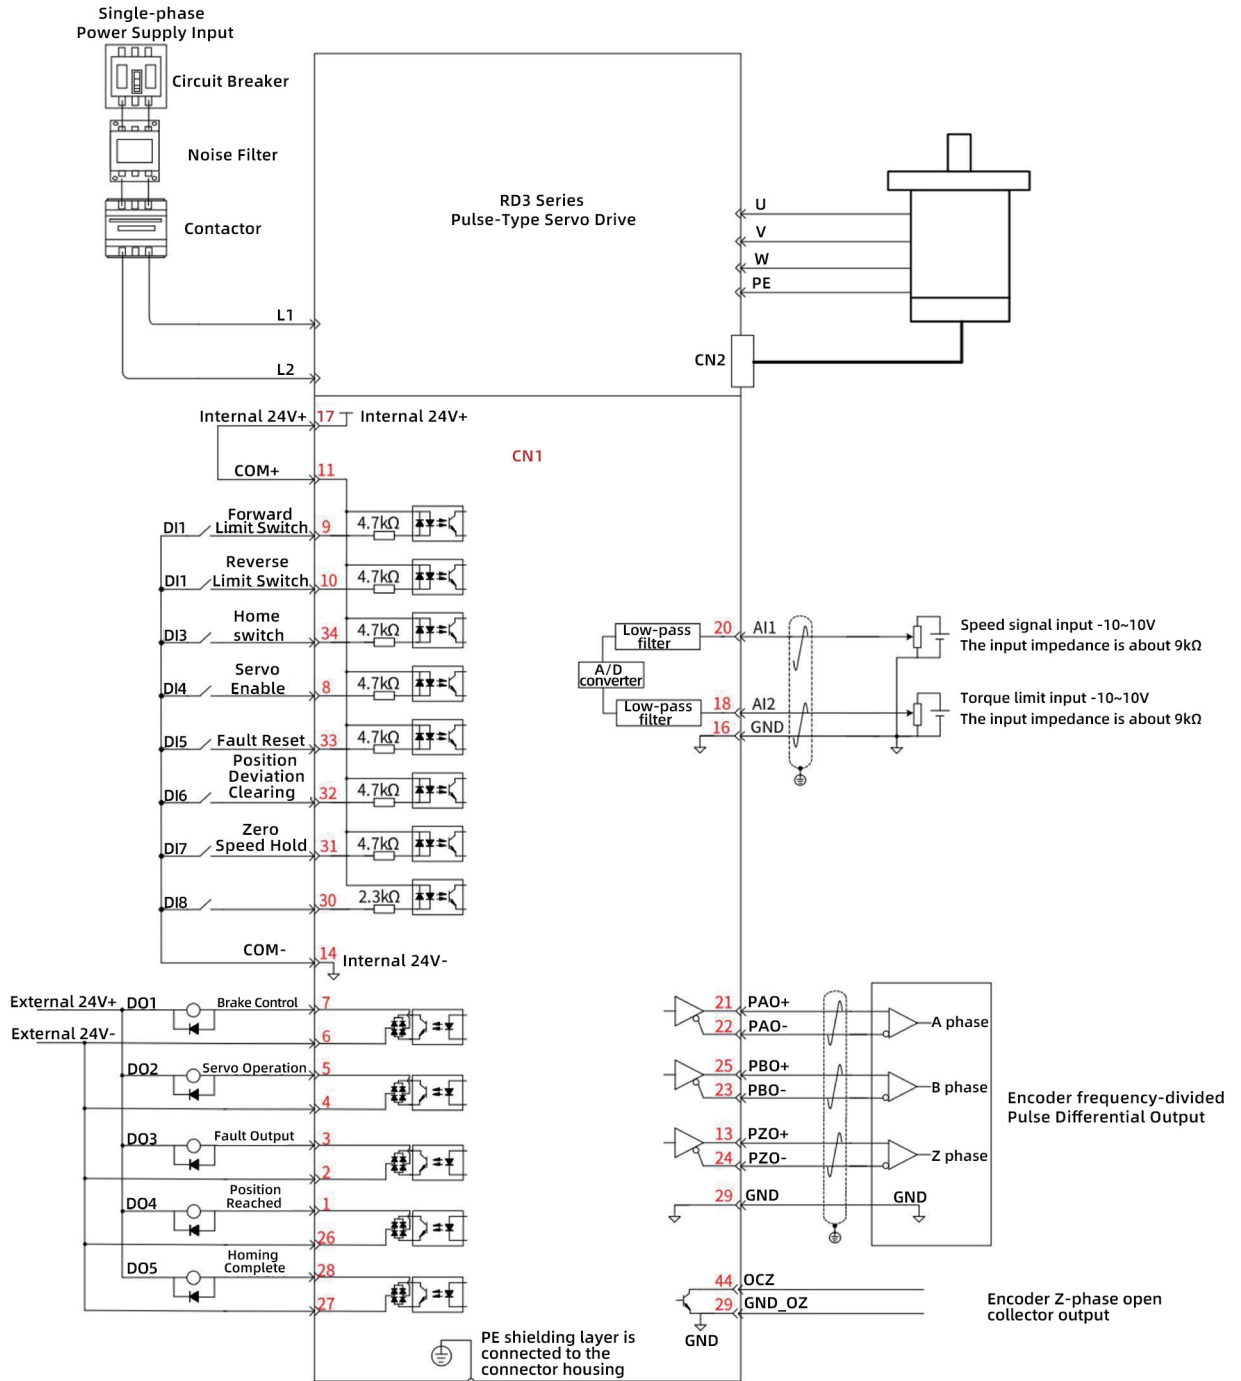 Single-phase
Power Supply Input
Circuit Breaker
Noise Filter
Contactor
L1
L2
RD3 Series
Pulse-Type Servo Drive
U
V
W
PE
CN2
Internal 24V+ 17 Internal 24V+
CN1
COM+ 11
Forward
DI1 Limit Switch 9 4.7kΩ
Reverse
DI1 Limit Switch 10 4.7kΩ
Home
DI3 switch 34 4.7kΩ
Servo
DI4 Enable 8 4.7kΩ
DI5 Fault Reset 33 4.7kΩ
Position
Deviation
DI6 Clearing 32 4.7kΩ
Zero
DI7 Speed Hold 31 4.7kΩ
DI8 30 2.3kΩ
COM- 14 Internal 24V-
Low-pass
filter
20 AI1
A/D
converter
Low-pass
filter
18 AI2
16 GND
Speed signal input -10~10V
The input impedance is about 9kΩ
Torque limit input -10~10V
The input impedance is about 9kΩ
External 24V+ DO1 Brake Control 7
External 24V- 6
DO2 Servo Operation 5
4
DO3 Fault Output 3
2
Position
DO4 Reached 1
26
Homing
DO5 Complete 28
27
21 PAO+
22 PAO-
A phase
25 PBO+
23 PBO-
B phase
13 PZO+
24 PZO-
Z phase
29 GND
GND
Encoder frequency-divided
Pulse Differential Output
44 OCZ
29 GND_OZ
GND
Encoder Z-phase open
collector output
PE shielding layer is
connected to the
connector housing